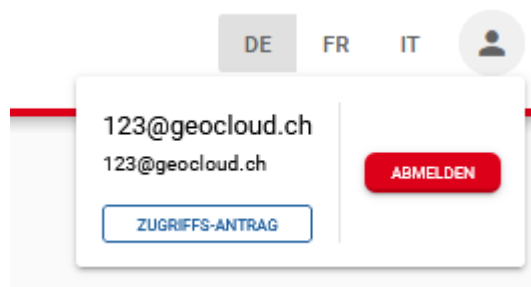 DE FR IT
123@geocloud.ch
123@geocloud.ch
ABMELDEN
ZUGRIFFS-ANTRAG